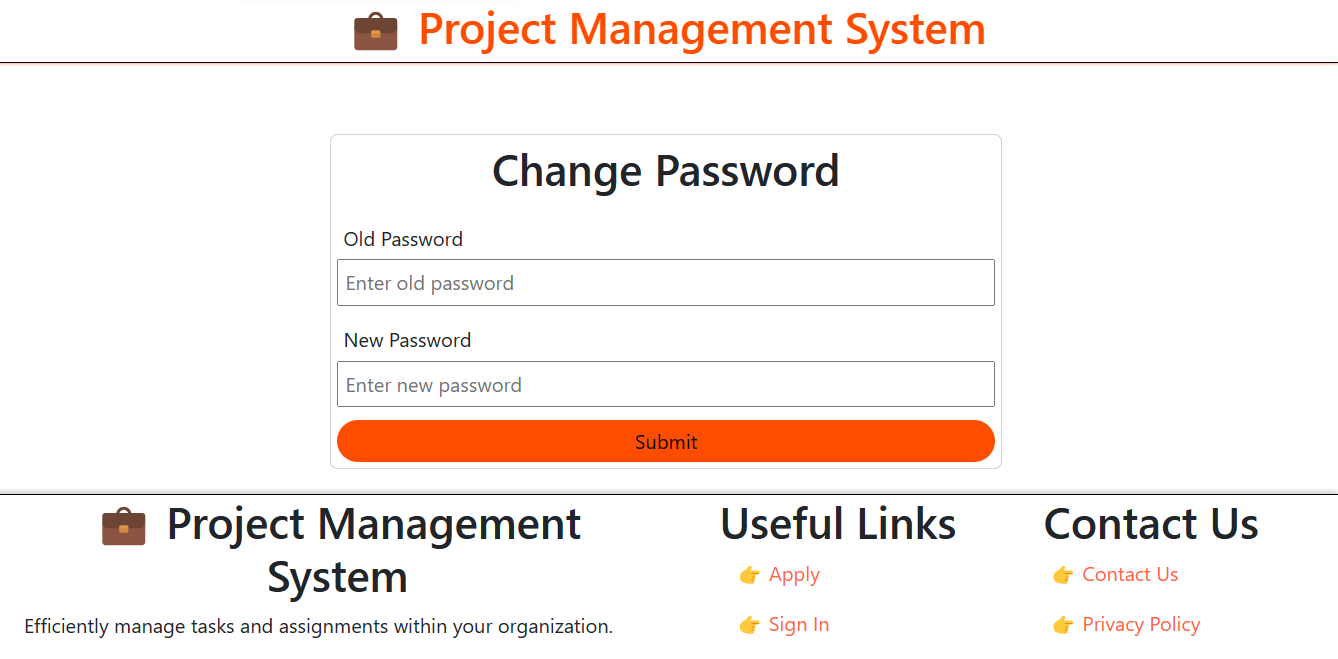 Project Management System
Change Password
Old Password
Enter old password
New Password
Enter new password
Submit
Project Management
System
Efficiently manage tasks and assignments within your organization.
Useful Links
👉 Apply
👉 Sign In
Contact Us
👉 Contact Us
👉 Privacy Policy